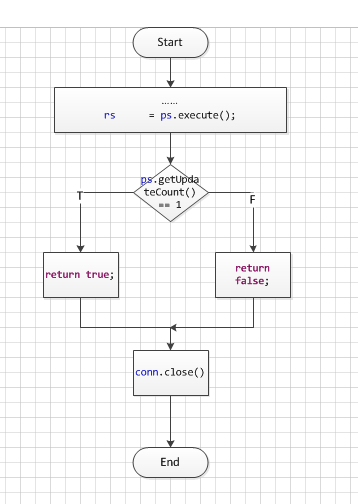 Start
......
rs = ps.execute();
ps.getUpda
teCount()
== 1
T
F
return true;
return
false;
conn.close()
End